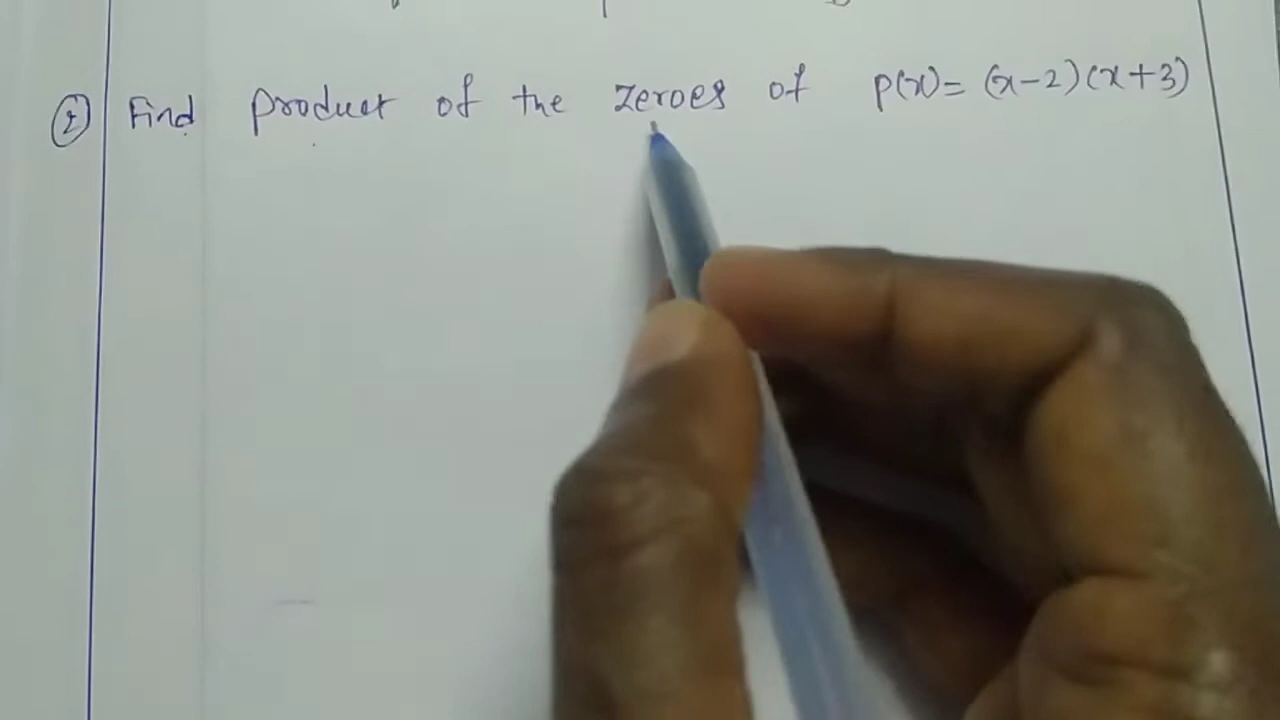 ② Find product of the zeroes of p(x)= (x-2)(x+3)